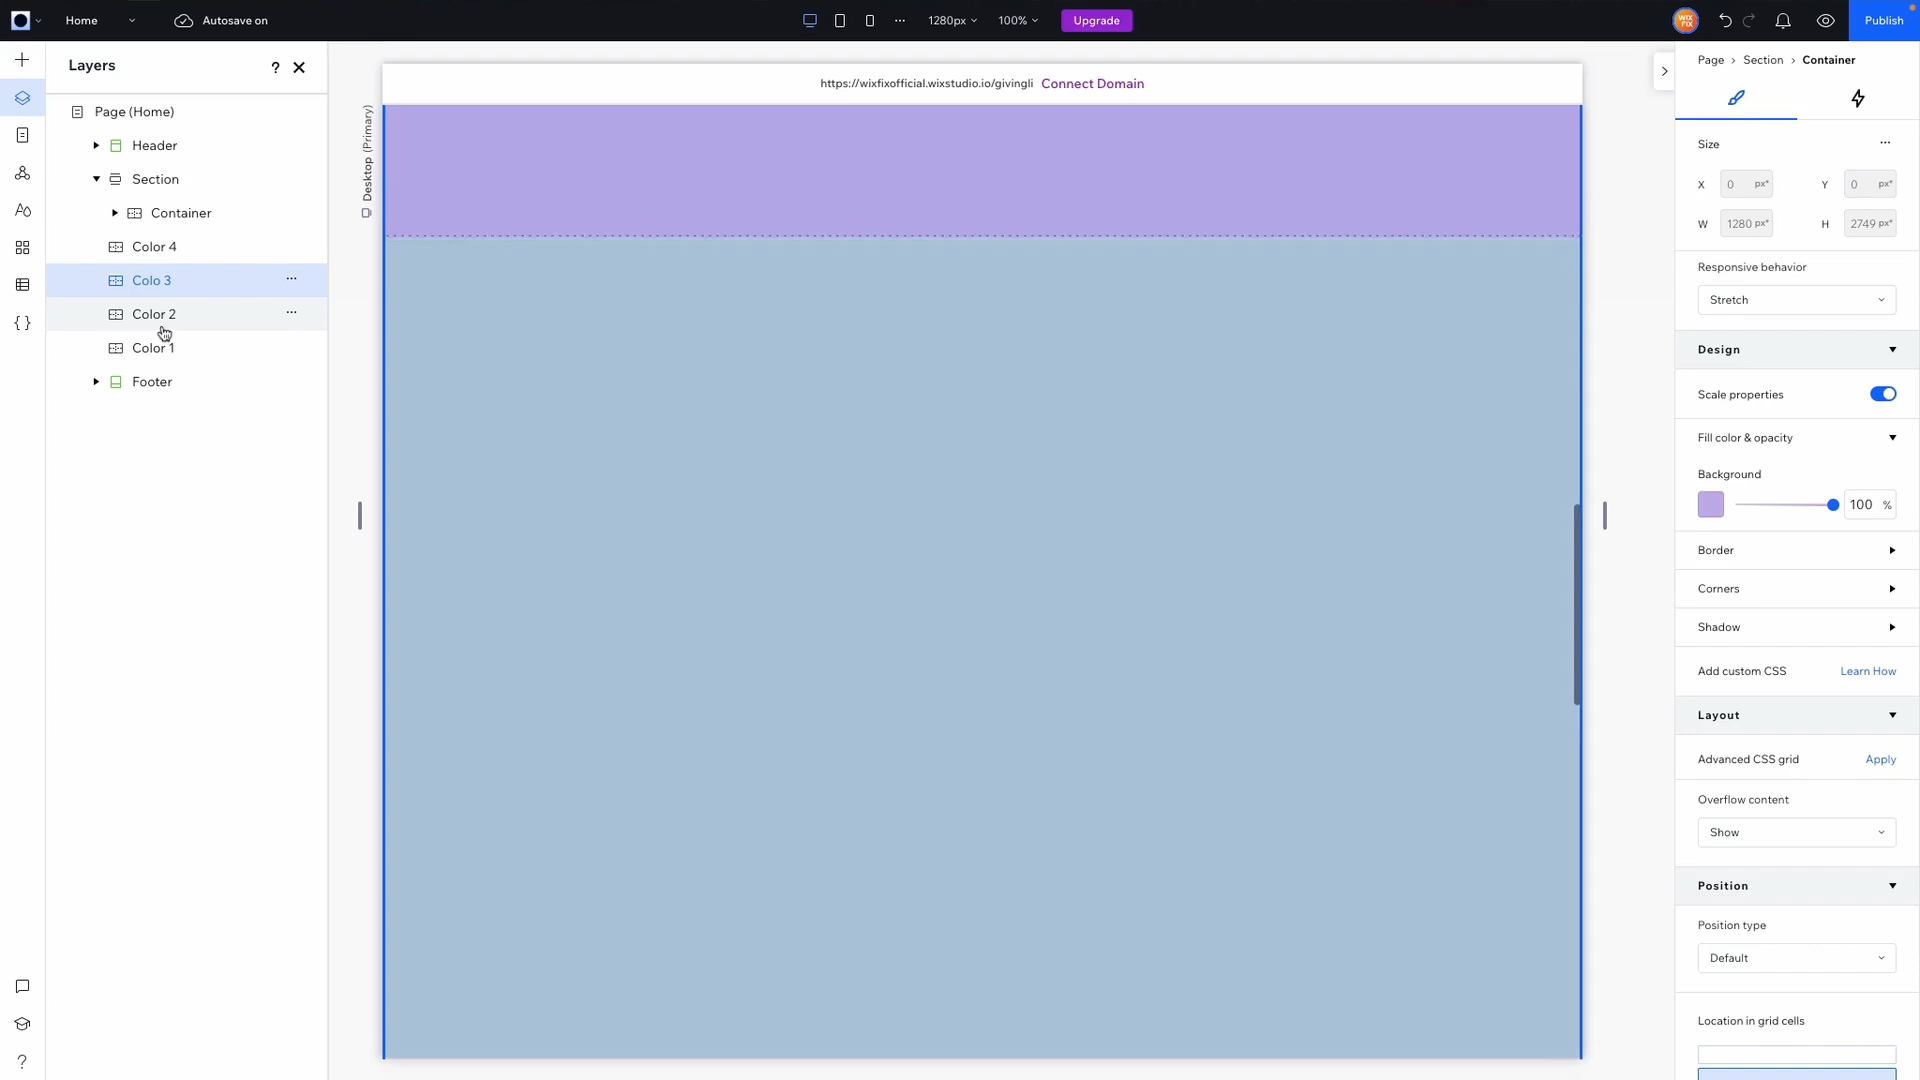 Home
Autosave on
1280px
100%
Upgrade
WIX FIX
Publish
Layers
?
Page (Home)
Header
Section
Container
Color 4
Colo 3
Color 2
Color 1
Footer
https://wixfixofficial.wixstudio.io/givingli Connect Domain
Desktop (Primary)
Page > Section > Container
Size
X 0 px* Y 0 px*
W 1280 px* H 2749 px*
Responsive behavior
Stretch
Design
Scale properties
Fill color & opacity
Background
100 %
Border
Corners
Shadow
Add custom CSS Learn How
Layout
Advanced CSS grid Apply
Overflow content
Show
Position
Position type
Default
Location in grid cells